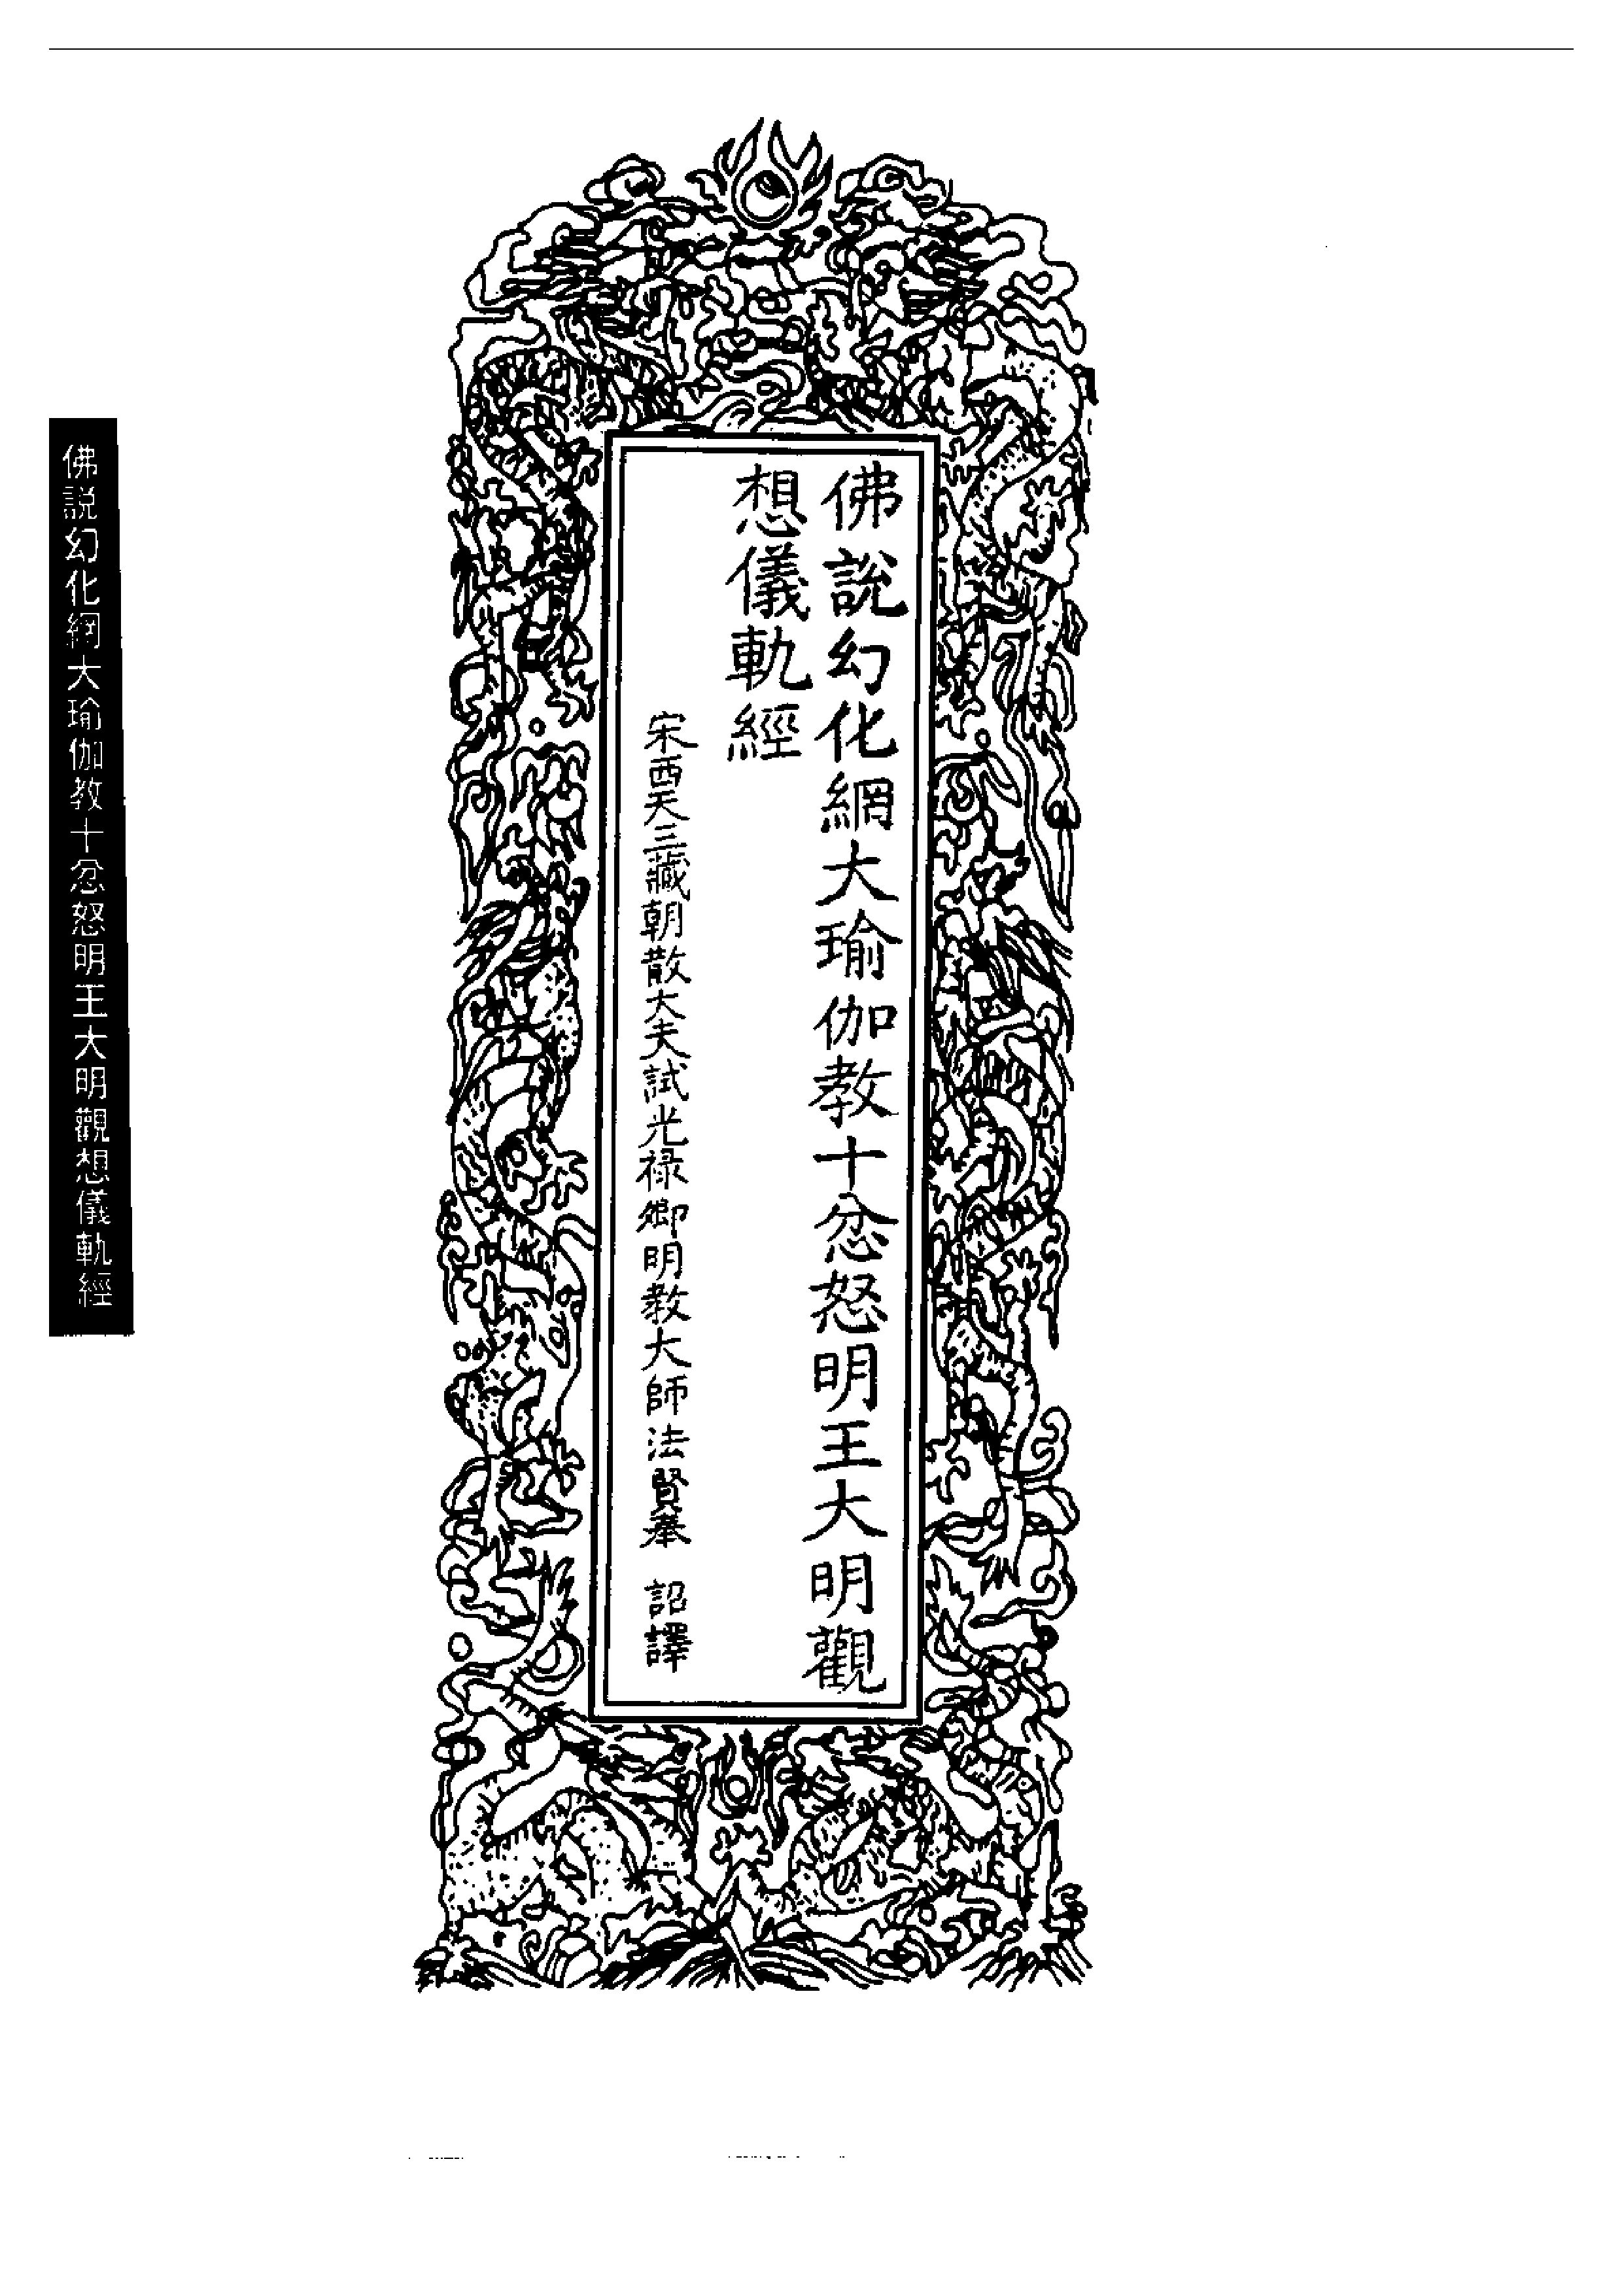 佛說幻化網大瑜伽教十忿怒明王大明觀
想儀軌經
宋西天三藏朝散大夫試光祿卿明教大師法賢奉　詔譯
佛説幻化網大瑜伽教十忿怒明王大明觀想儀軌經